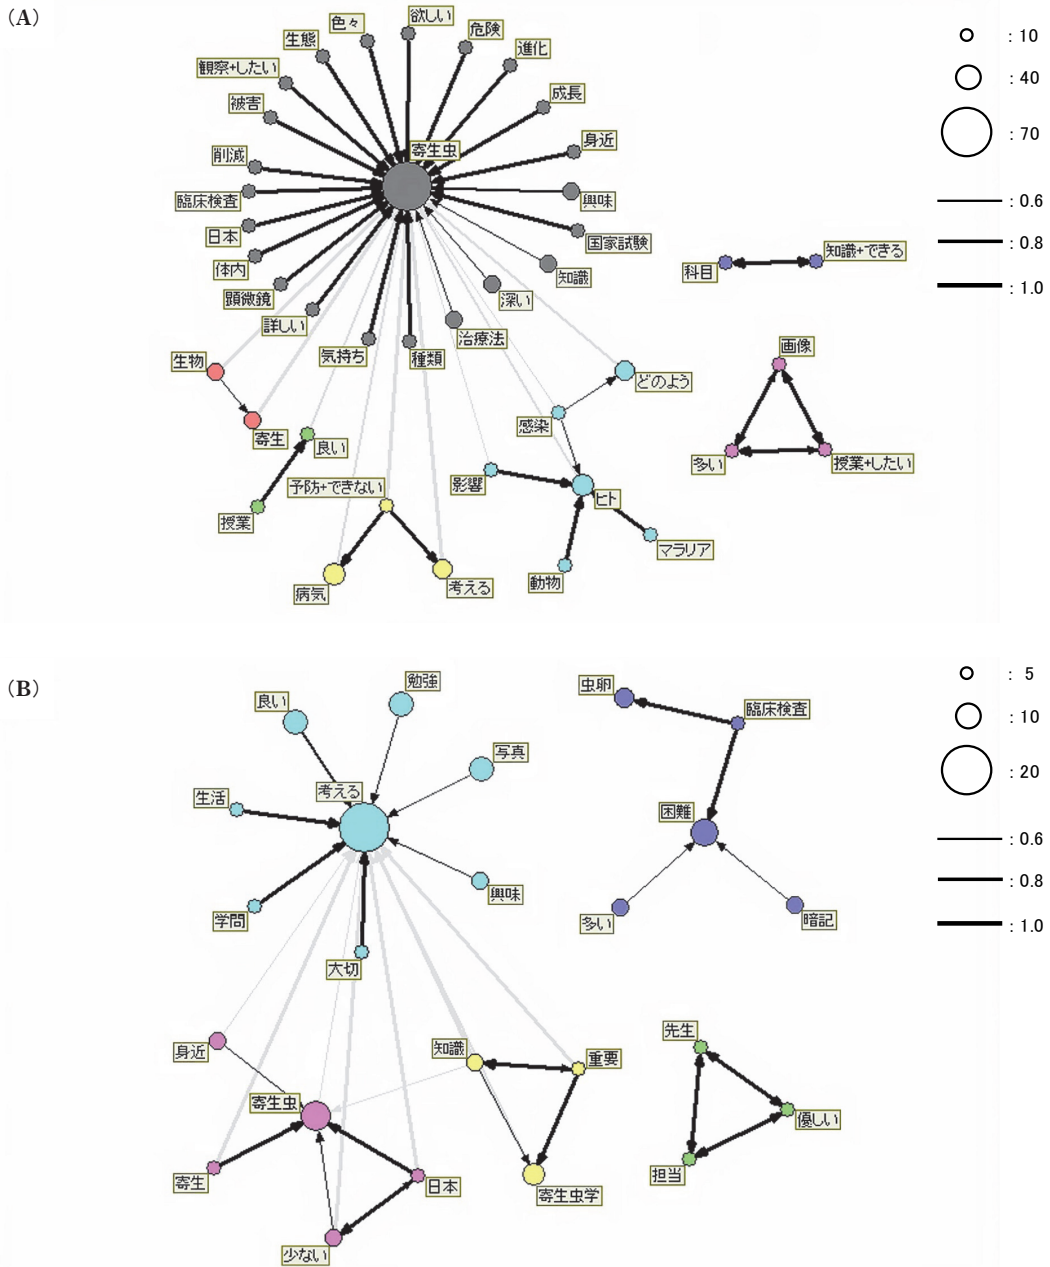 (A)
欲しい
色々
危険
生態
進化
観察+したい
成長
被害
身近
寄生虫
削減
興味
臨床検査
国家試験
日本
知識
体内
深い
顕微鏡
治療法
詳しい
気持ち
種類
生物
どのよう
寄生
感染
良い
影響
予防+できない
ヒト
授業
マラリア
病気
考える
動物
科目
知識+できる
画像
多い
授業+したい
: 10
: 40
: 70
: 0.6
: 0.8
: 1.0
(B)
勉強
良い
写真
考える
生活
興味
学問
大切
虫卵
臨床検査
困難
多い
暗記
身近
知識
重要
寄生虫
寄生
日本
寄生虫学
少ない
先生
優しい
担当
: 5
: 10
: 20
: 0.6
: 0.8
: 1.0